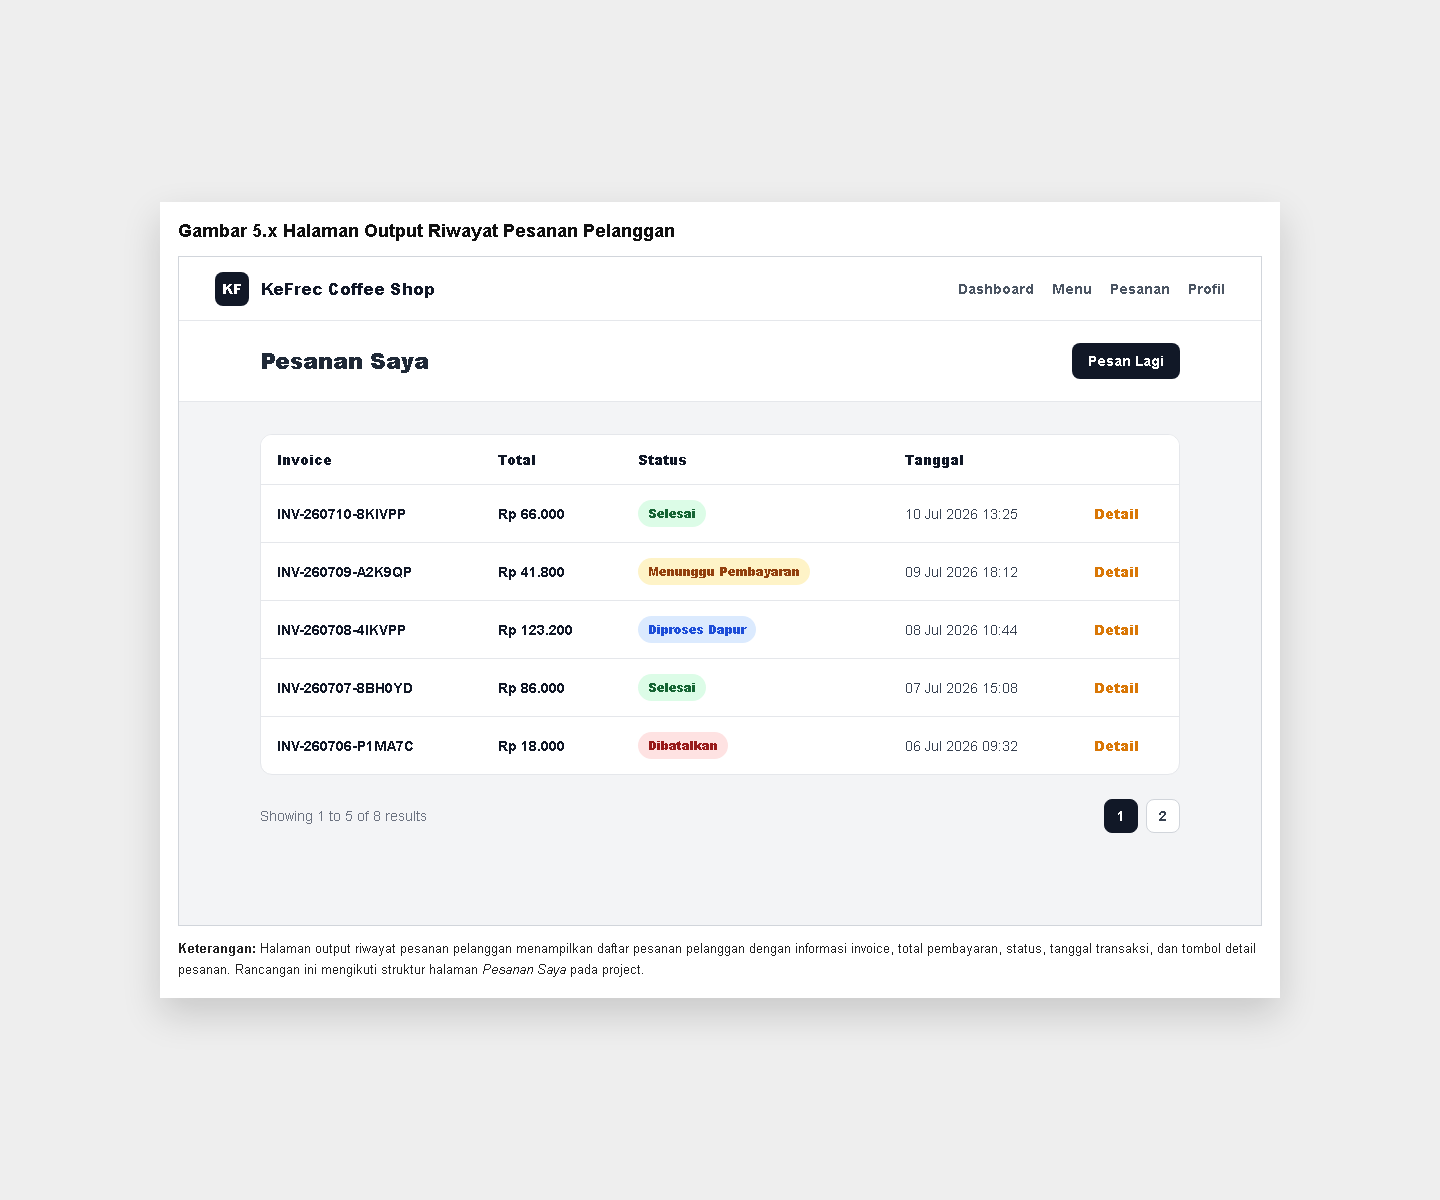 Gambar 5.x Halaman Output Riwayat Pesanan Pelanggan
KF KeFrec Coffee Shop Dashboard Menu Pesanan Profil
Pesanan Saya Pesan Lagi
Invoice Total Status Tanggal
INV-260710-8KIVPP Rp 66.000 Selesai 10 Jul 2026 13:25 Detail
INV-260709-A2K9QP Rp 41.800 Menunggu Pembayaran 09 Jul 2026 18:12 Detail
INV-260708-4IKVPP Rp 123.200 Diproses Dapur 08 Jul 2026 10:44 Detail
INV-260707-8BH0YD Rp 86.000 Selesai 07 Jul 2026 15:08 Detail
INV-260706-P1MA7C Rp 18.000 Dibatalkan 06 Jul 2026 09:32 Detail
Showing 1 to 5 of 8 results 1 2
Keterangan: Halaman output riwayat pesanan pelanggan menampilkan daftar pesanan pelanggan dengan informasi invoice, total pembayaran, status, tanggal transaksi, dan tombol detail
pesanan. Rancangan ini mengikuti struktur halaman Pesanan Saya pada project.